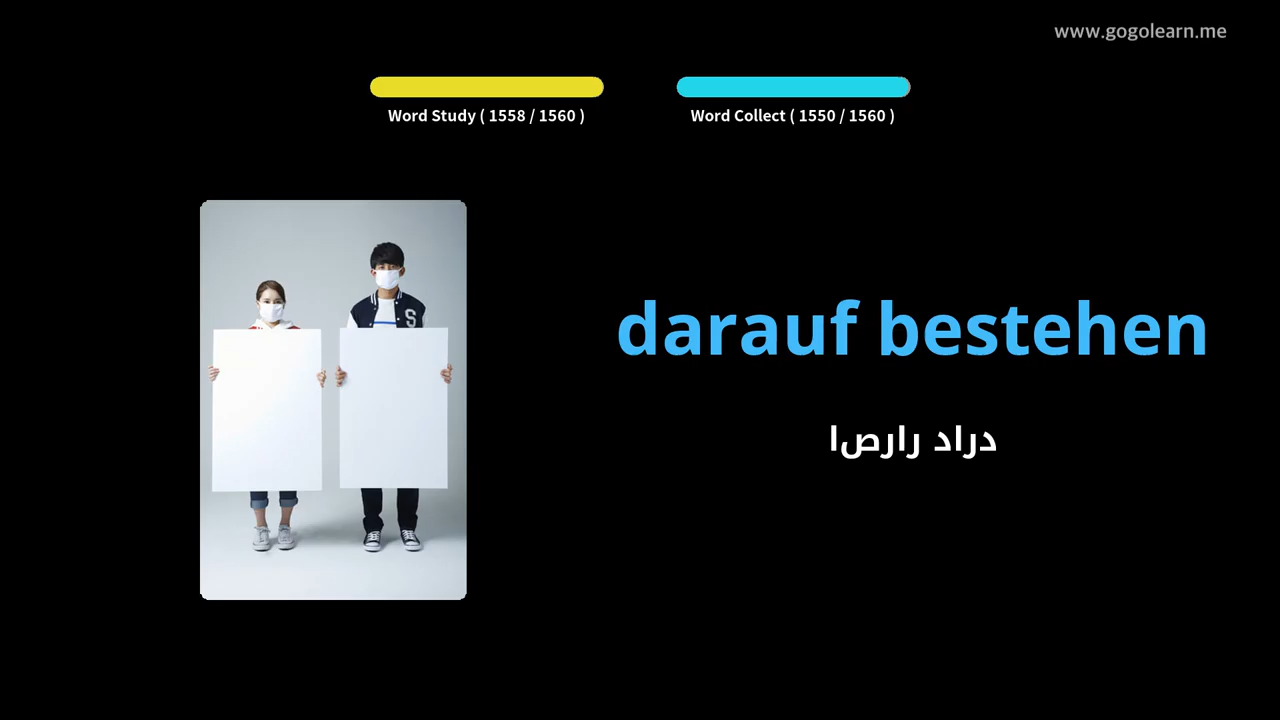 www.gogolearn.me
Word Study ( 1558 / 1560 )
Word Collect ( 1550 / 1560 )
darauf bestehen
دراد رارصا